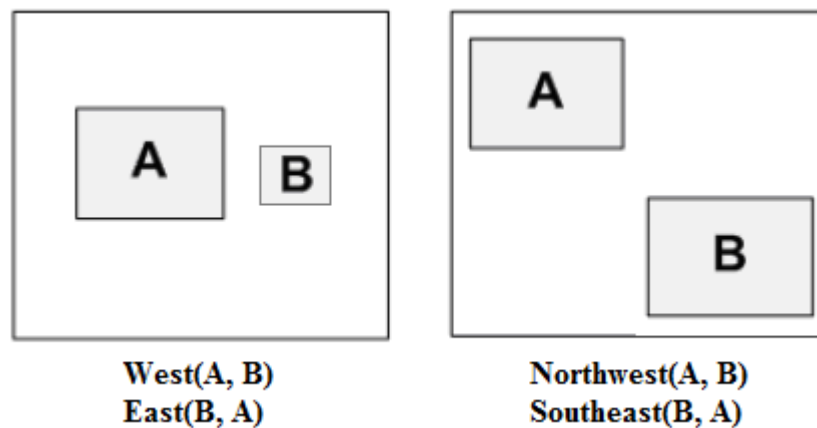 A
B
West(A, B)
East(B, A)
A
B
Northwest(A, B)
Southeast(B, A)